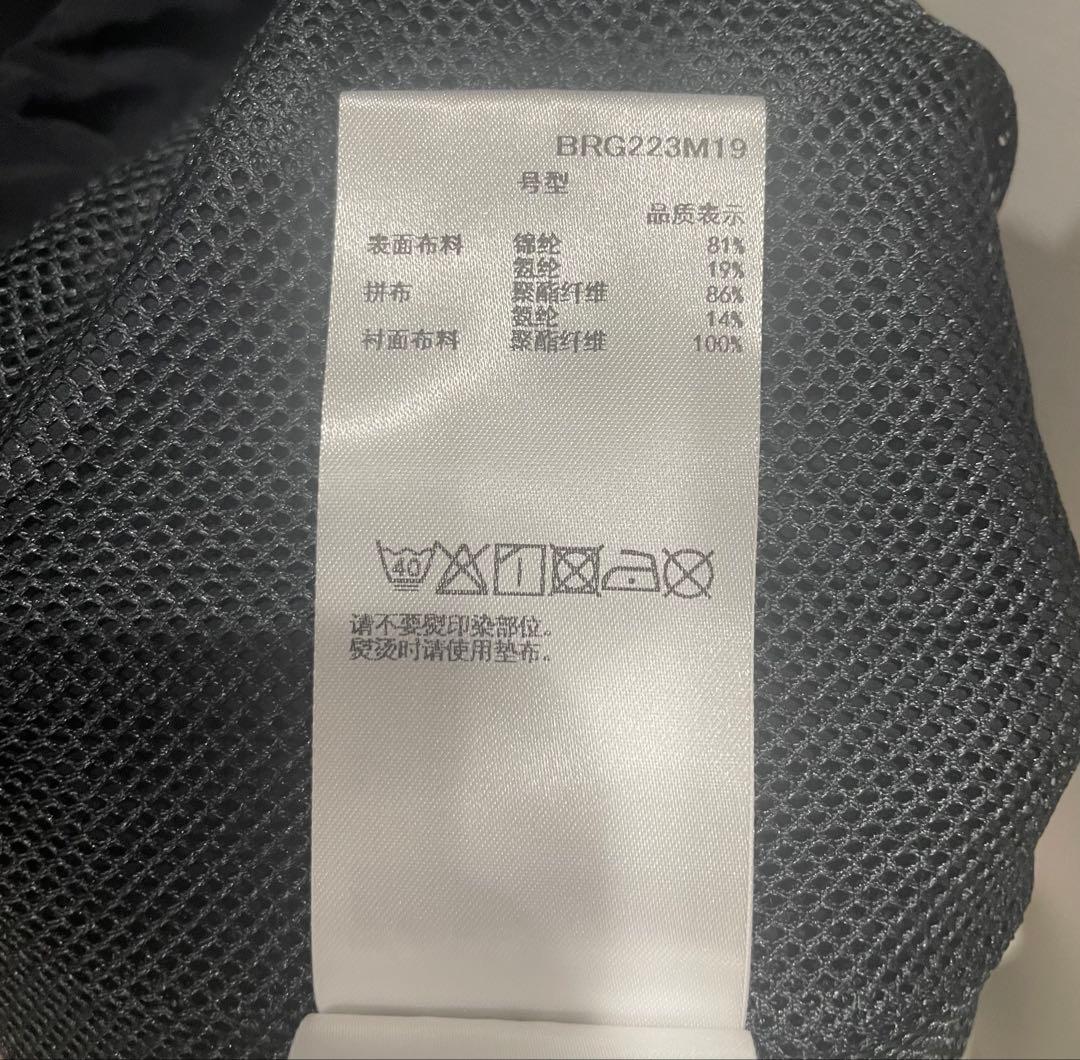 BRG223M19
号型
品质表示
表面布料 锦纶 81%
氨纶 19%
拼布 聚酯纤维 86%
氨纶 14%
衬面布料 聚酯纤维 100%
40
请不要熨印染部位。
熨烫时请使用垫布。